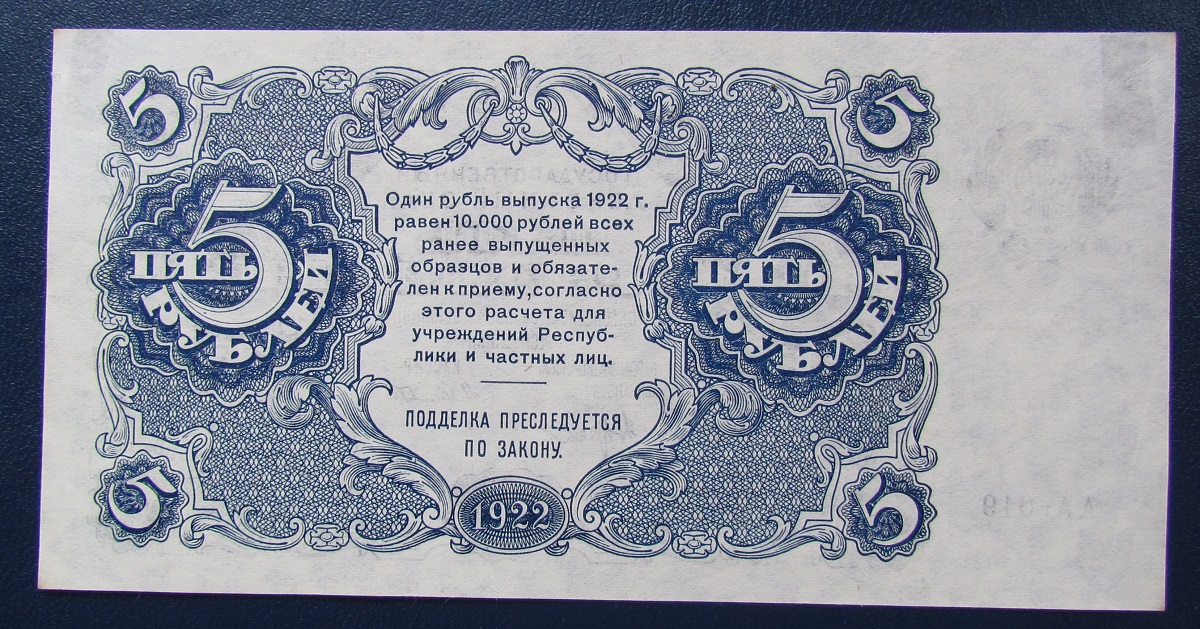 5
5
5
ПЯТЬ
РУБЛЕЙ
Один рубль выпуска 1922 г.
равен 10.000 рублей всех
ранее выпущенных
образцов и обязате-
лен к приему, согласно
этого расчета для
учреждений Респуб-
лики и частных лиц.
ПОДДЕЛКА ПРЕСЛЕДУЕТСЯ
ПО ЗАКОНУ.
5
ПЯТЬ
РУБЛЕЙ
5
1922
5